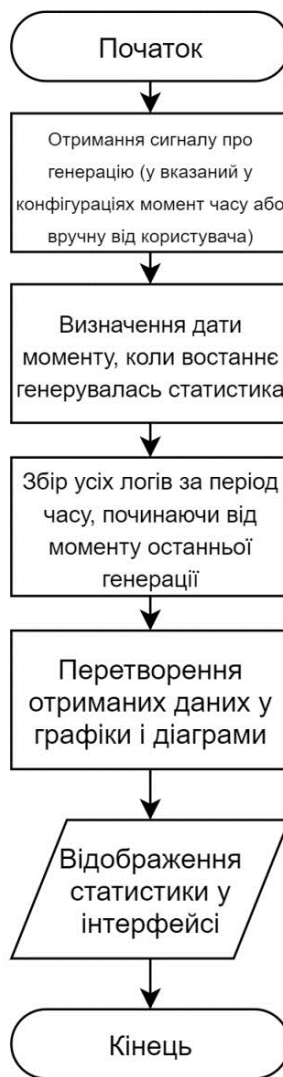 Початок
Отримання сигналу про
генерацію (у вказаний у
конфігураціях момент часу або
вручну від користувача)
Визначення дати
моменту, коли востаннє
генерувалась статистика
Збір усіх логів за період
часу, починаючи від
моменту останньої
генерації
Перетворення
отриманих даних у
графіки і діаграми
Відображення
статистики у
інтерфейсі
Кінець